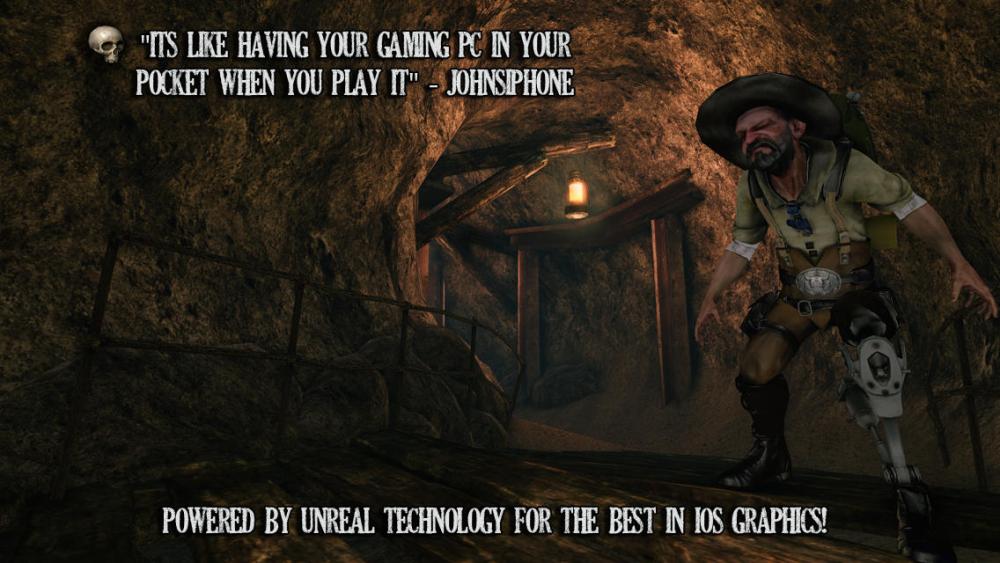 "ITS LIKE HAVING YOUR GAMING PC IN YOUR
POCKET WHEN YOU PLAY IT" - JOHNSIPHONE
POWERED BY UNREAL TECHNOLOGY FOR THE BEST IN IOS GRAPHICS!